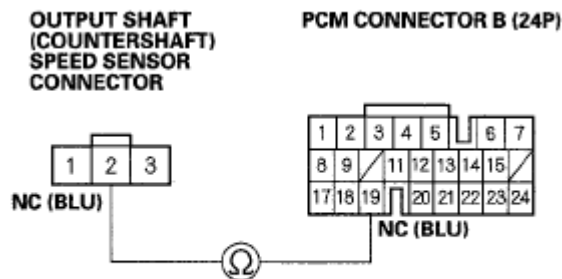 OUTPUT SHAFT
(COUNTERSHAFT)
SPEED SENSOR
CONNECTOR
1 2 3
NC (BLU)
PCM CONNECTOR B (24P)
1 2 3 4 5 6 7
8 9 11 12 13 14 15
17 18 19 20 21 22 23 24
NC (BLU)
Ω